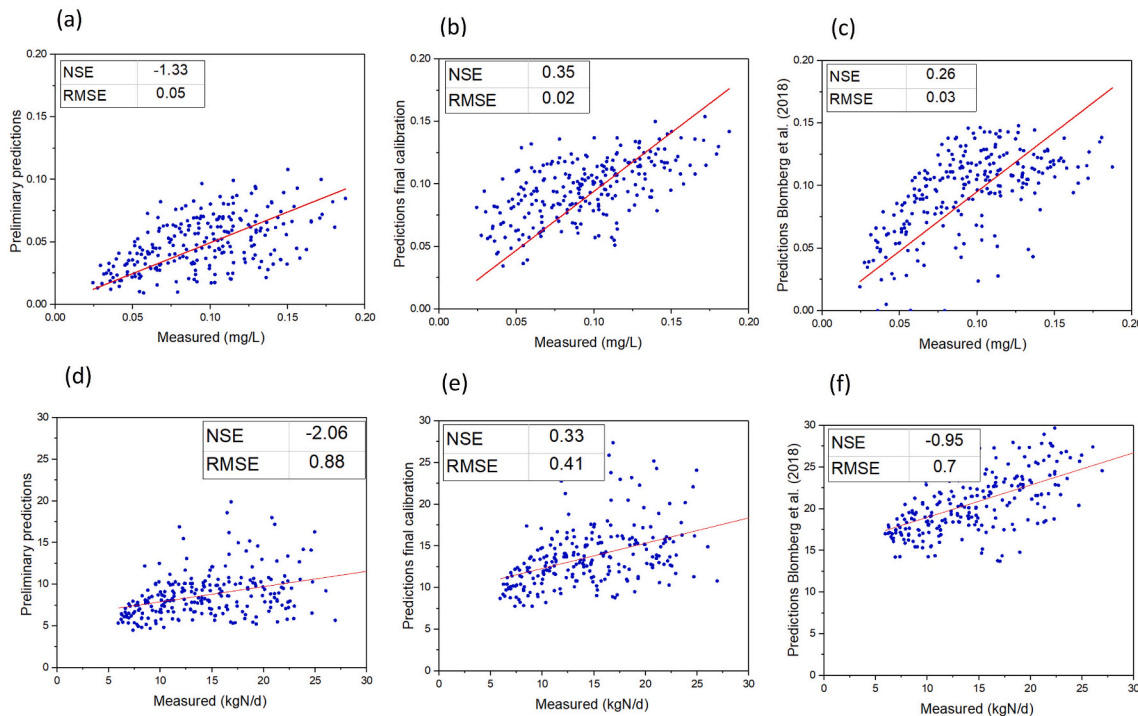 (a)
(b)
(c)
NSE -1.33
RMSE 0.05
Preliminary predictions
0.20
0.15
0.10
0.05
0.00
0.00 0.05 0.10 0.15 0.20
Measured (mg/L)
NSE 0.35
RMSE 0.02
Predictions final calibration
0.20
0.15
0.10
0.05
0.00
0.00 0.05 0.10 0.15 0.20
Measured (mg/L)
NSE 0.26
RMSE 0.03
Predictions Blomberg et al. (2018)
0.20
0.15
0.10
0.05
0.00
0.00 0.05 0.10 0.15 0.20
Measured (mg/L)
(d)
(e)
(f)
NSE -2.06
RMSE 0.88
Preliminary predictions
30
25
20
15
10
5
0
0 5 10 15 20 25 30
Measured (kgN/d)
NSE 0.33
RMSE 0.41
Predictions final calibration
30
25
20
15
10
5
0
0 5 10 15 20 25 30
Measured (kgN/d)
NSE -0.95
RMSE 0.7
Predictions Blomberg et al. (2018)
30
25
20
15
10
5
0
0 5 10 15 20 25 30
Measured (kgN/d)